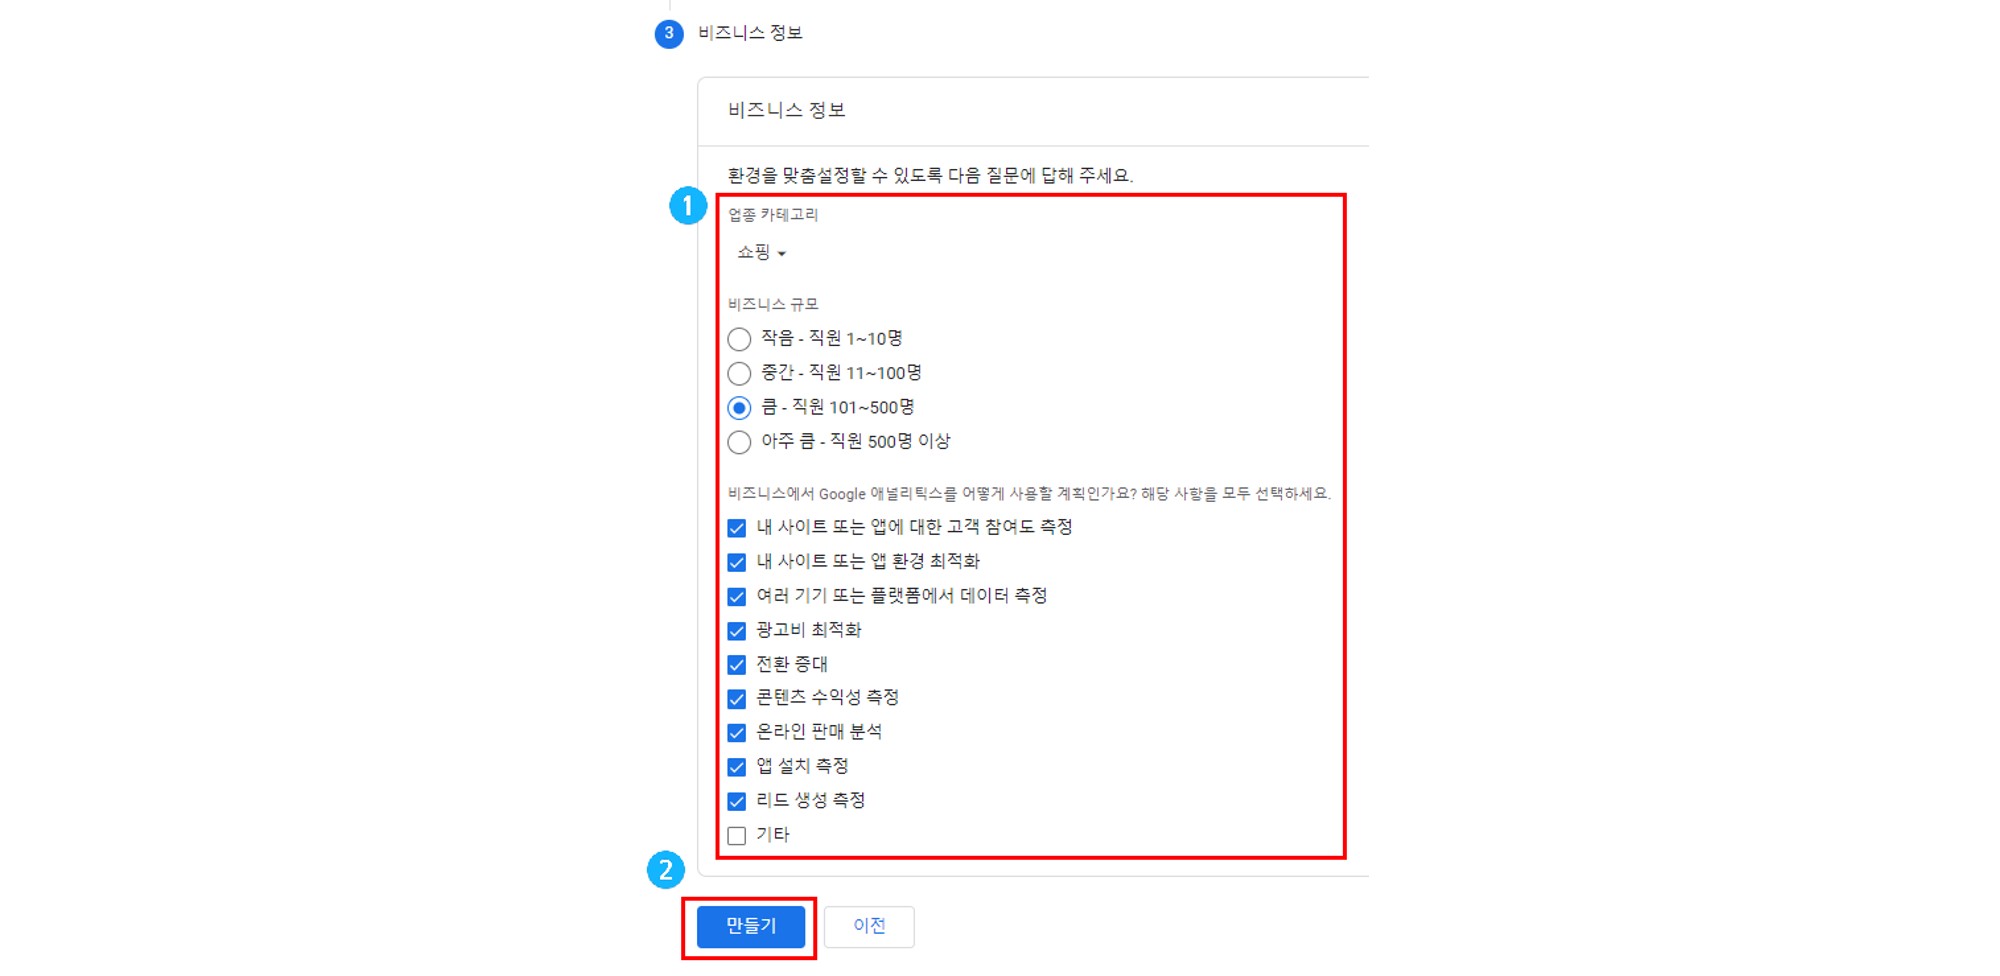 3 비즈니스 정보
비즈니스 정보
환경을 맞춤설정할 수 있도록 다음 질문에 답해 주세요.
1
업종 카테고리
쇼핑
비즈니스 규모
작음 - 직원 1~10명
중간 - 직원 11~100명
큼 - 직원 101~500명
아주 큼 - 직원 500명 이상
비즈니스에서 Google 애널리틱스를 어떻게 사용할 계획인가요? 해당 사항을 모두 선택하세요.
내 사이트 또는 앱에 대한 고객 참여도 측정
내 사이트 또는 앱 환경 최적화
여러 기기 또는 플랫폼에서 데이터 측정
광고비 최적화
전환 증대
콘텐츠 수익성 측정
온라인 판매 분석
앱 설치 측정
리드 생성 측정
기타
2
만들기 이전